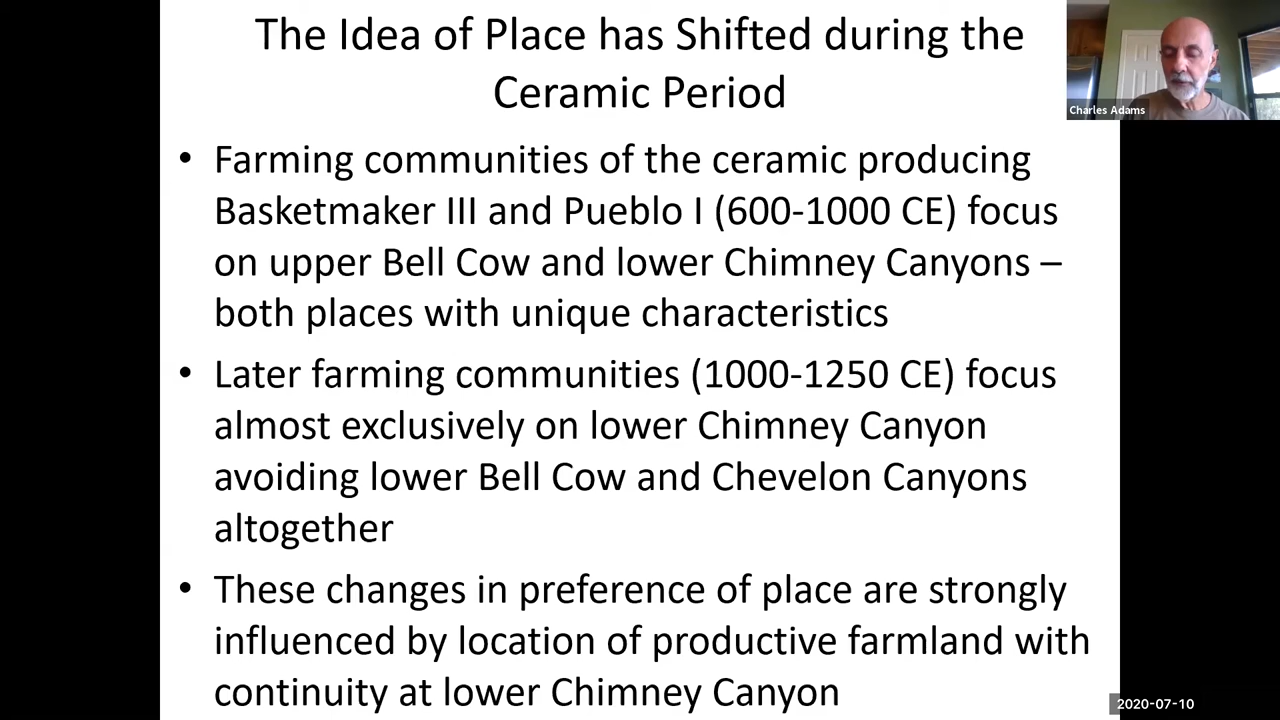 The Idea of Place has Shifted during the
Ceramic Period
Charles Adams
• Farming communities of the ceramic producing
Basketmaker III and Pueblo I (600-1000 CE) focus
on upper Bell Cow and lower Chimney Canyons –
both places with unique characteristics
• Later farming communities (1000-1250 CE) focus
almost exclusively on lower Chimney Canyon
avoiding lower Bell Cow and Chevelon Canyons
altogether
• These changes in preference of place are strongly
influenced by location of productive farmland with
continuity at lower Chimney Canyon
2020-07-10